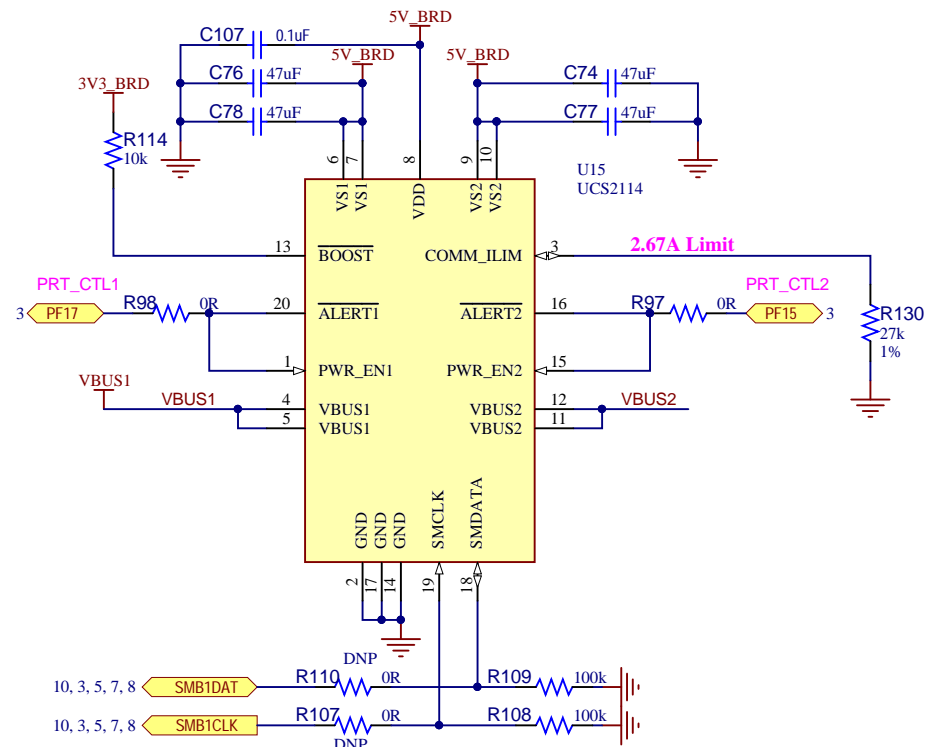 5V_BRD
C107 0.1uF
5V_BRD 5V_BRD
C76 47uF
C74 47uF
3V3_BRD
C78 47uF
C77 47uF
R114
10k
6 7 8 9 10
VS1 VS1 VDD VS2 VS2
U15
UCS2114
13 BOOST COMM_ILIM 3
2.67A Limit
PRT_CTL1
PRT_CTL2
3 PF17 R98 0R 20 ALERT1 ALERT2 16 R97 0R PF15 3
R130
27k
1%
1 PWR_EN1 PWR_EN2 15
VBUS1
VBUS1 4 VBUS1 VBUS2 12 VBUS2
5 VBUS1 VBUS2 11
GND GND GND SMCLK SMDATA
2 17 14 19 18
DNP
10, 3, 5, 7, 8 SMB1DAT R110 0R R109 100k
10, 3, 5, 7, 8 SMB1CLK R107 0R R108 100k
DNP